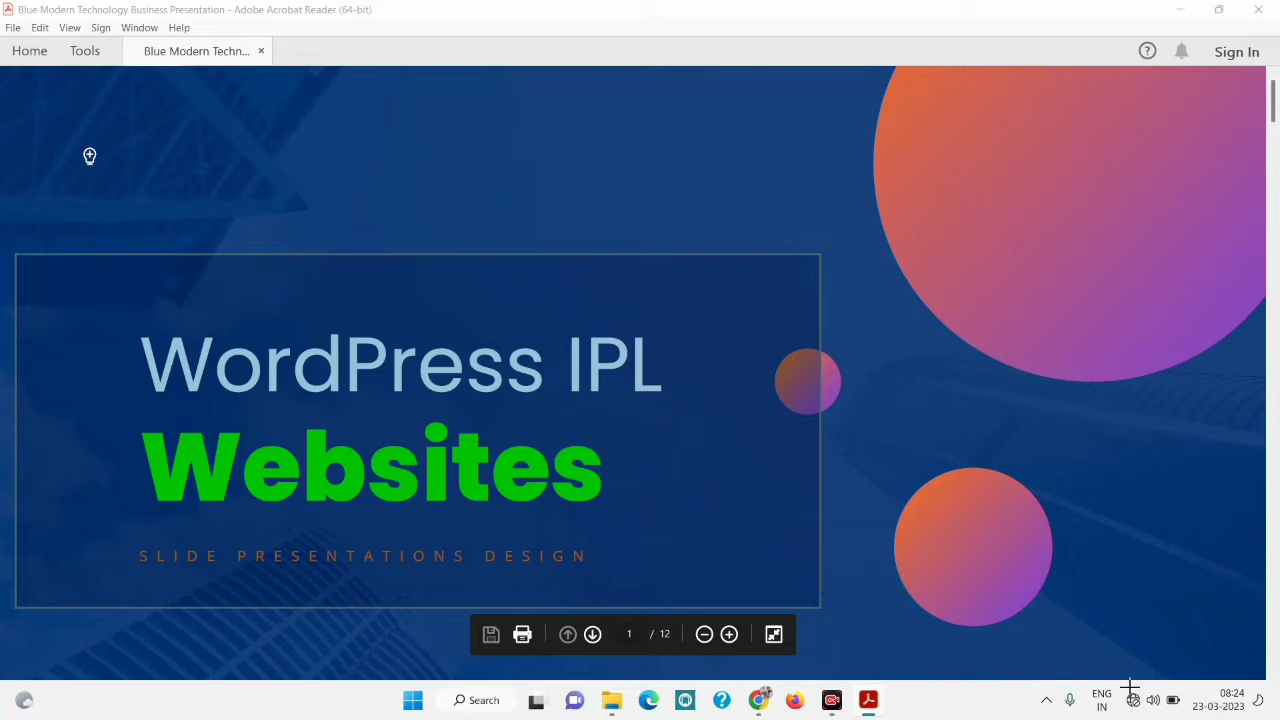 Blue Modern Technology Business Presentation - Adobe Acrobat Reader (64-bit)
File Edit View Sign Window Help
Home Tools Blue Modern Techn... × Sign In
WordPress IPL
Websites
SLIDE PRESENTATIONS DESIGN
1 / 12
Search
ENG
IN
08:24
23-03-2023